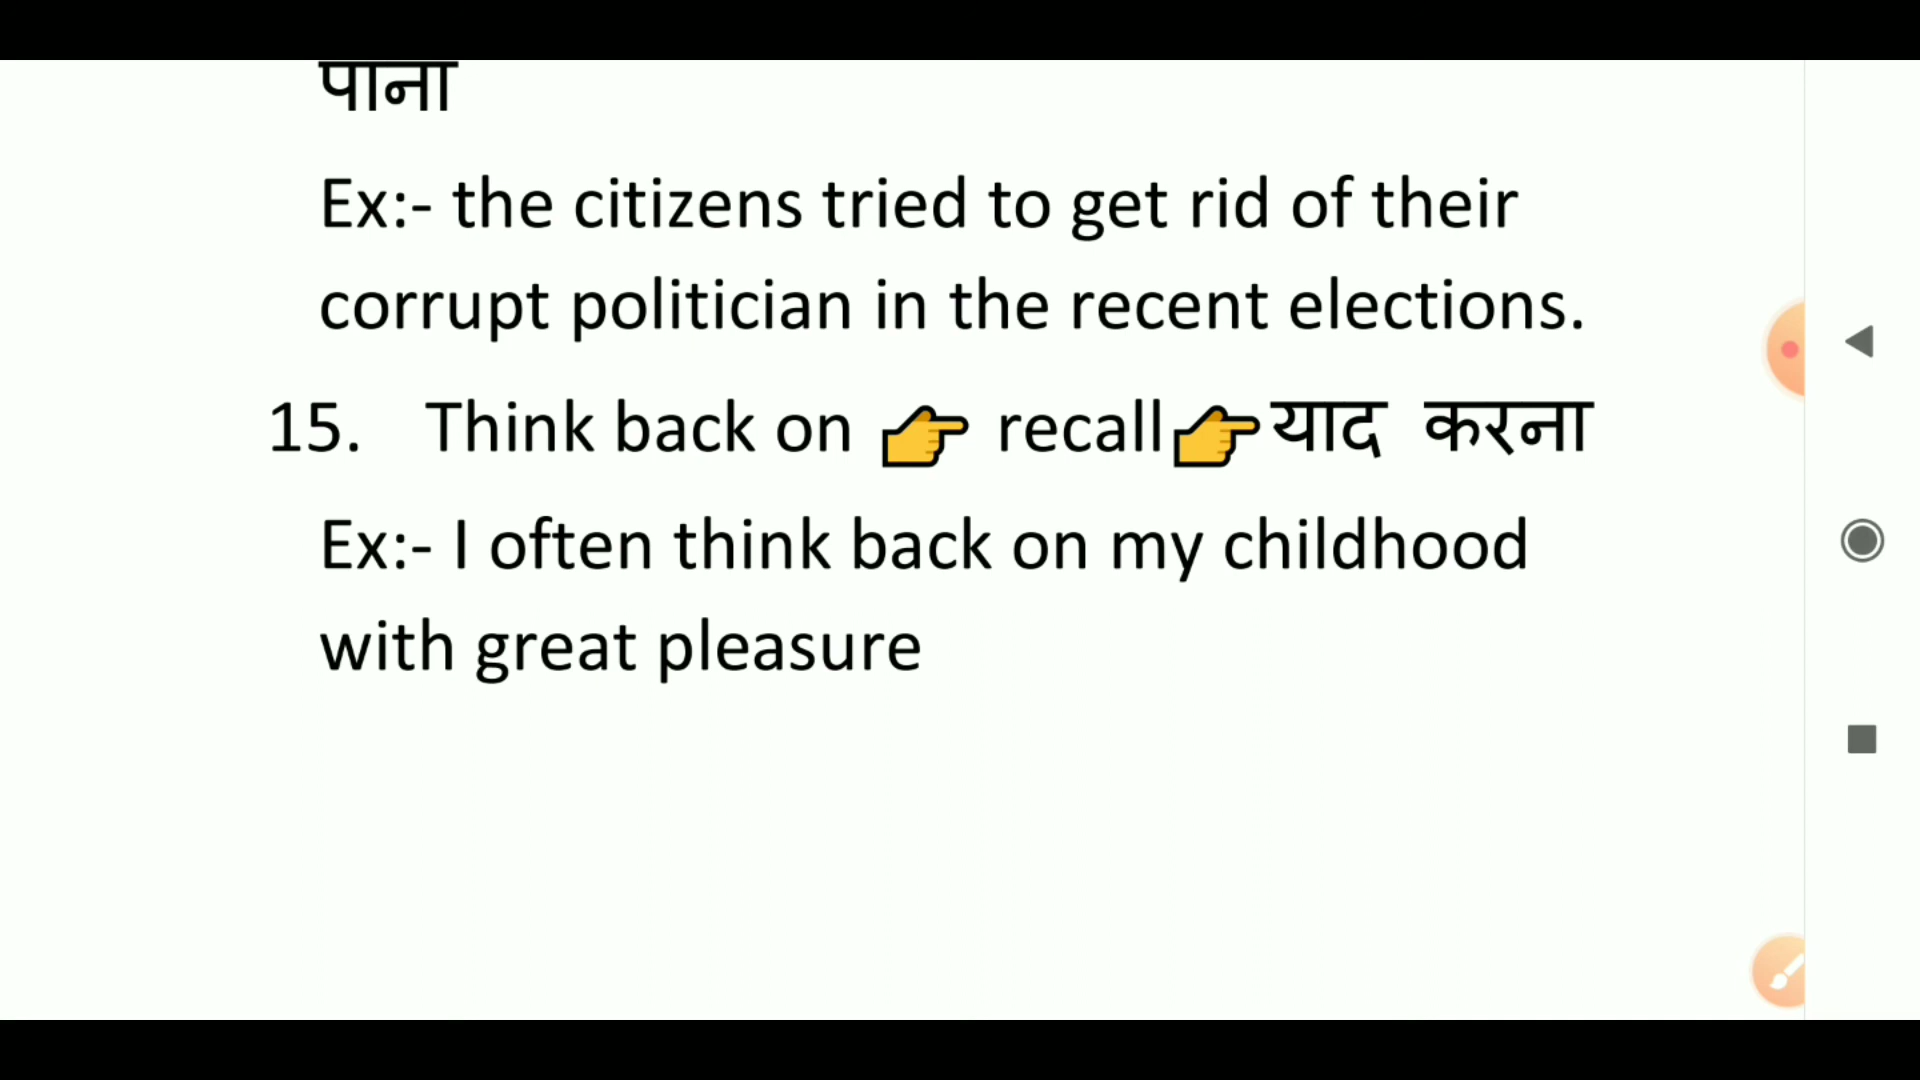 पाना
Ex:- the citizens tried to get rid of their
corrupt politician in the recent elections.
15. Think back on 👉 recall👉याद करना
Ex:- I often think back on my childhood
with great pleasure